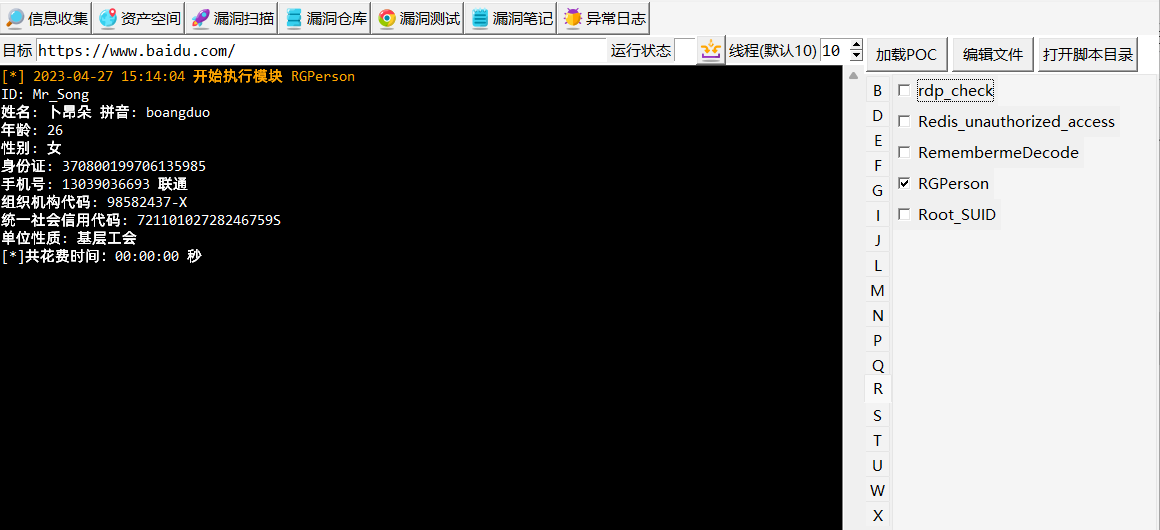 信息收集 资产空间 漏洞扫描 漏洞仓库 漏洞测试 漏洞笔记 异常日志
目标 https://www.baidu.com/ 运行状态 线程(默认10) 10 加载POC 编辑文件 打开脚本目录
[*] 2023-04-27 15:14:04 开始执行模块 RGPerson
ID: Mr_Song
姓名: 卜昂朵 拼音: boangduo
年龄: 26
性别: 女
身份证: 370800199706135985
手机号: 13039036693 联通
组织机构代码: 98582437-X
统一社会信用代码: 72110102728246759S
单位性质: 基层工会
[*]共花费时间: 00:00:00 秒
B
D
E
F
G
I
J
L
M
N
P
Q
R
S
T
U
W
X
rdp_check
Redis_unauthorized_access
RemembermeDecode
RGPerson
Root_SUID